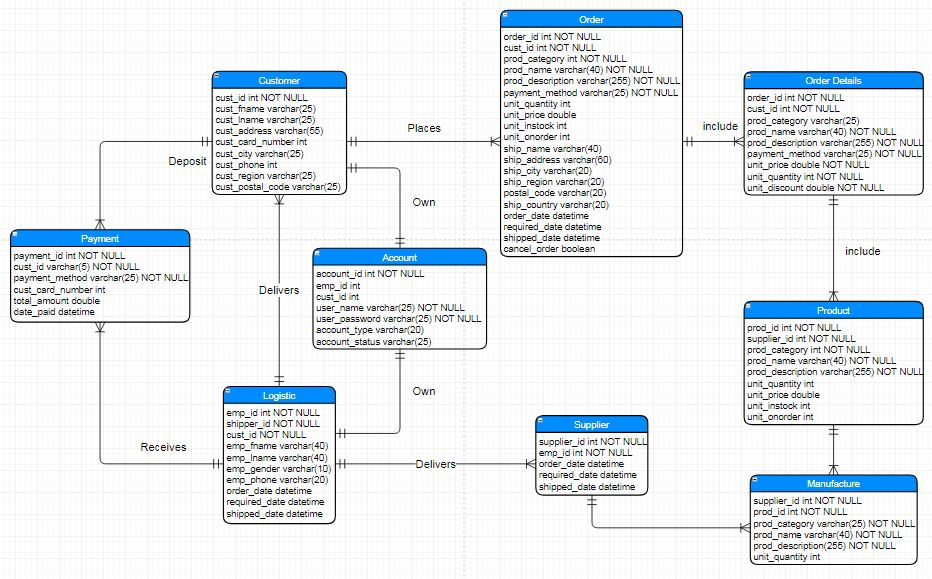 Order
order_id int NOT NULL
cust_id int NOT NULL
prod_category int NOT NULL
prod_name varchar(40) NOT NULL
prod_description varchar(255) NOT NULL
payment_method varchar(25) NOT NULL
unit_quantity int
unit_price double
unit_instock int
unit_onorder int
ship_name varchar(40)
ship_address varchar(60)
ship_city varchar(20)
ship_region varchar(20)
postal_code varchar(20)
ship_country varchar(20)
order_date datetime
required_date datetime
shipped_date datetime
cancel_order boolean
Customer
cust_id int NOT NULL
cust_fname varchar(25)
cust_lname varchar(25)
cust_address varchar(55)
cust_card_number int
cust_city varchar(25)
cust_phone int
cust_region varchar(25)
cust_postal_code varchar(25)
Order Details
order_id int NOT NULL
cust_id int NOT NULL
prod_category varchar(25)
prod_name varchar(40) NOT NULL
prod_description varchar(255) NOT NULL
payment_method varchar(25) NOT NULL
unit_price double NOT NULL
unit_quantity int NOT NULL
unit_discount double NOT NULL
Places
include
Deposit
Own
include
Payment
payment_id int NOT NULL
cust_id varchar(5) NOT NULL
payment_method varchar(25) NOT NULL
cust_card_number int
total_amount double
date_paid datetime
Delivers
Account
account_id int NOT NULL
emp_id int
cust_id int
user_name varchar(25) NOT NULL
user_password varchar(25) NOT NULL
account_type varchar(20)
account_status varchar(25)
Product
prod_id int NOT NULL
supplier_id int NOT NULL
prod_category int NOT NULL
prod_name varchar(40) NOT NULL
prod_description varchar(255) NOT NULL
unit_quantity int
unit_price double
unit_instock int
unit_onorder int
Own
Logistic
emp_id int NOT NULL
shipper_id NOT NULL
cust_id NOT NULL
emp_fname varchar(40)
emp_lname varchar(40)
emp_gender varchar(10)
emp_phone varchar(20)
order_date datetime
required_date datetime
shipped_date datetime
Receives
Delivers
Supplier
supplier_id int NOT NULL
emp_id int NOT NULL
order_date datetime
required_date datetime
shipped_date datetime
Manufacture
supplier_id int NOT NULL
prod_id int NOT NULL
prod_category varchar(25) NOT NULL
prod_name varchar(40) NOT NULL
prod_description(255) NOT NULL
unit_quantity int